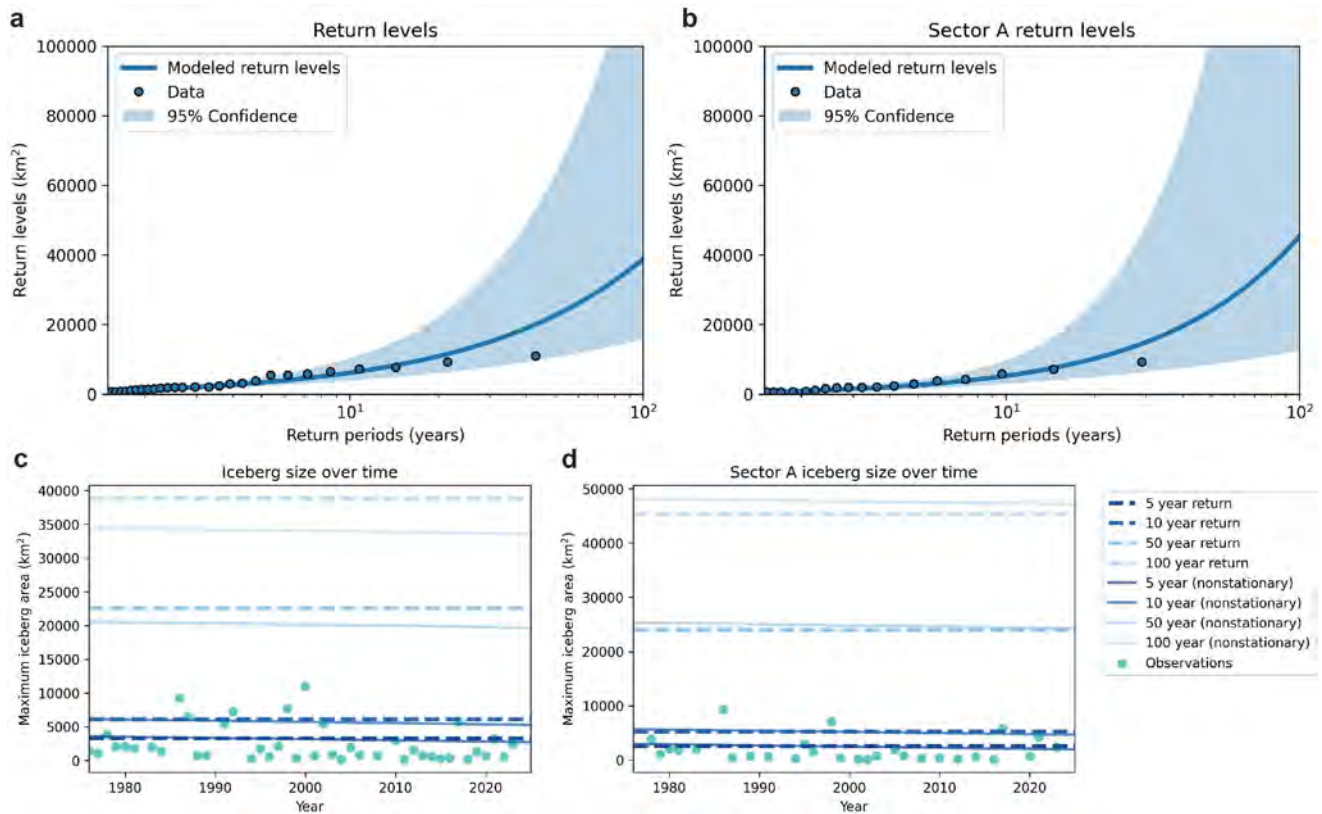 a
Return levels
Return levels (km²)
100000
80000
60000
40000
20000
0
Modeled return levels
Data
95% Confidence
10¹
10²
Return periods (years)
b
Sector A return levels
Return levels (km²)
100000
80000
60000
40000
20000
0
Modeled return levels
Data
95% Confidence
10¹
10²
Return periods (years)
c
Iceberg size over time
Maximum iceberg area (km²)
40000
35000
30000
25000
20000
15000
10000
5000
0
1980
1990
2000
2010
2020
Year
d
Sector A iceberg size over time
Maximum iceberg area (km²)
50000
40000
30000
20000
10000
0
1980
1990
2000
2010
2020
Year
5 year return
10 year return
50 year return
100 year return
5 year (nonstationary)
10 year (nonstationary)
50 year (nonstationary)
100 year (nonstationary)
Observations